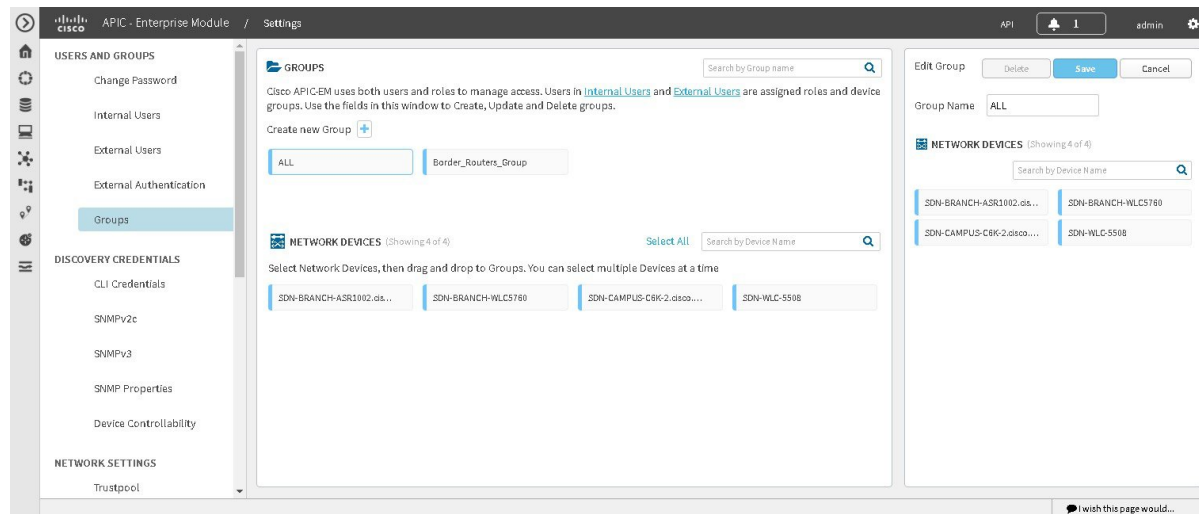 cisco APIC - Enterprise Module / Settings
API 1 admin
USERS AND GROUPS
Change Password
Internal Users
External Users
External Authentication
Groups
DISCOVERY CREDENTIALS
CLI Credentials
SNMPv2c
SNMPv3
SNMP Properties
Device Controllability
NETWORK SETTINGS
Trustpool
GROUPS
Search by Group name
Cisco APIC-EM uses both users and roles to manage access. Users in Internal Users and External Users are assigned roles and device
groups. Use the fields in this window to Create, Update and Delete groups.
Create new Group
ALL
Border_Routers_Group
NETWORK DEVICES (Showing 4 of 4)
Select All
Search by Device Name
Select Network Devices, then drag and drop to Groups. You can select multiple Devices at a time
SDN-BRANCH-ASR1002.cis...
SDN-BRANCH-WLC5760
SDN-CAMPUS-C6K-2.cisco....
SDN-WLC-5508
Edit Group
Delete
Save
Cancel
Group Name ALL
NETWORK DEVICES (Showing 4 of 4)
Search by Device Name
SDN-BRANCH-ASR1002.cis...
SDN-BRANCH-WLC5760
SDN-CAMPUS-C6K-2.cisco....
SDN-WLC-5508
I wish this page would...